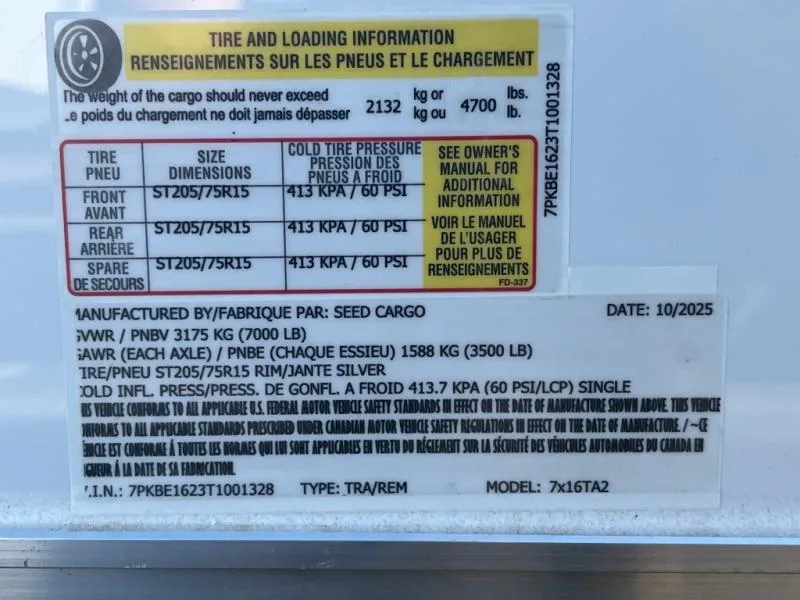 TIRE AND LOADING INFORMATION
RENSEIGNEMENTS SUR LES PNEUS ET LE CHARGEMENT
The weight of the cargo should never exceed 2132 kg or 4700 lbs.
.e poids du chargement ne doit jamais dépasser kg ou lb.
TIRE PNEU
SIZE DIMENSIONS
COLD TIRE PRESSURE
PRESSION DES
PNEUS A FROID
FRONT AVANT ST205/75R15 413 KPA / 60 PSI
REAR ARRIÈRE ST205/75R15 413 KPA / 60 PSI
SPARE DE SECOURS ST205/75R15 413 KPA / 60 PSI
SEE OWNER'S
MANUAL FOR
ADDITIONAL
INFORMATION
VOIR LE MANUEL
DE L'USAGER
POUR PLUS DE
RENSEIGNEMENTS
FD-337
7PKBE1623T1001328
MANUFACTURED BY/FABRIQUE PAR: SEED CARGO DATE: 10/2025
GVWR / PNBV 3175 KG (7000 LB)
GAWR (EACH AXLE) / PNBE (CHAQUE ESSIEU) 1588 KG (3500 LB)
TIRE/PNEU ST205/75R15 RIM/JANTE SILVER
COLD INFL. PRESS/PRESS. DE GONFL. A FROID 413.7 KPA (60 PSI/LCP) SINGLE
IS VEHICLE CONFORMS TO ALL APPLICABLE U.S. FEDERAL MOTOR VEHICLE SAFETY STANDARDS IN EFFECT ON THE DATE OF MANUFACTURE SHOWN ABOVE. THIS VEHICLE
NFORMS TO ALL APPLICABLE STANDARDS PRESCRIBED UNDER CANADIAN MOTOR VEHICLE SAFETY REGULATIONS IN EFFECT ON THE DATE OF MANUFACTURE. / ~CE
ÉHICLE EST CONFORME À TOUTES LES NORMES QUI LUI SONT APPLICABLES EN VERTU DU RÉGLEMENT SUR LA SÉCURITÉ DES VÉHICULES AUTOMOBILES DU CANADA EN
IGUEUR À LA DATE DE SA FABRICATION.
V.I.N.: 7PKBE1623T1001328 TYPE: TRA/REM MODEL: 7x16TA2